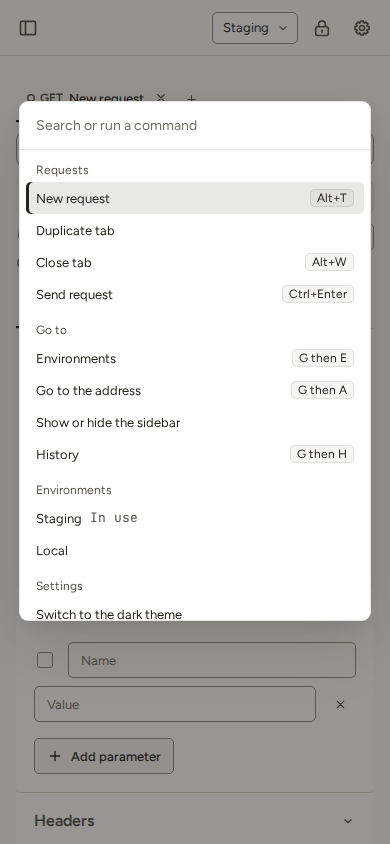 Staging
GET New request
Search or run a command
Requests
New request Alt+T
Duplicate tab
Close tab Alt+W
Send request Ctrl+Enter
Go to
Environments G then E
Go to the address G then A
Show or hide the sidebar
History G then H
Environments
Staging In use
Local
Settings
Switch to the dark theme
Name
Value
Add parameter
Headers